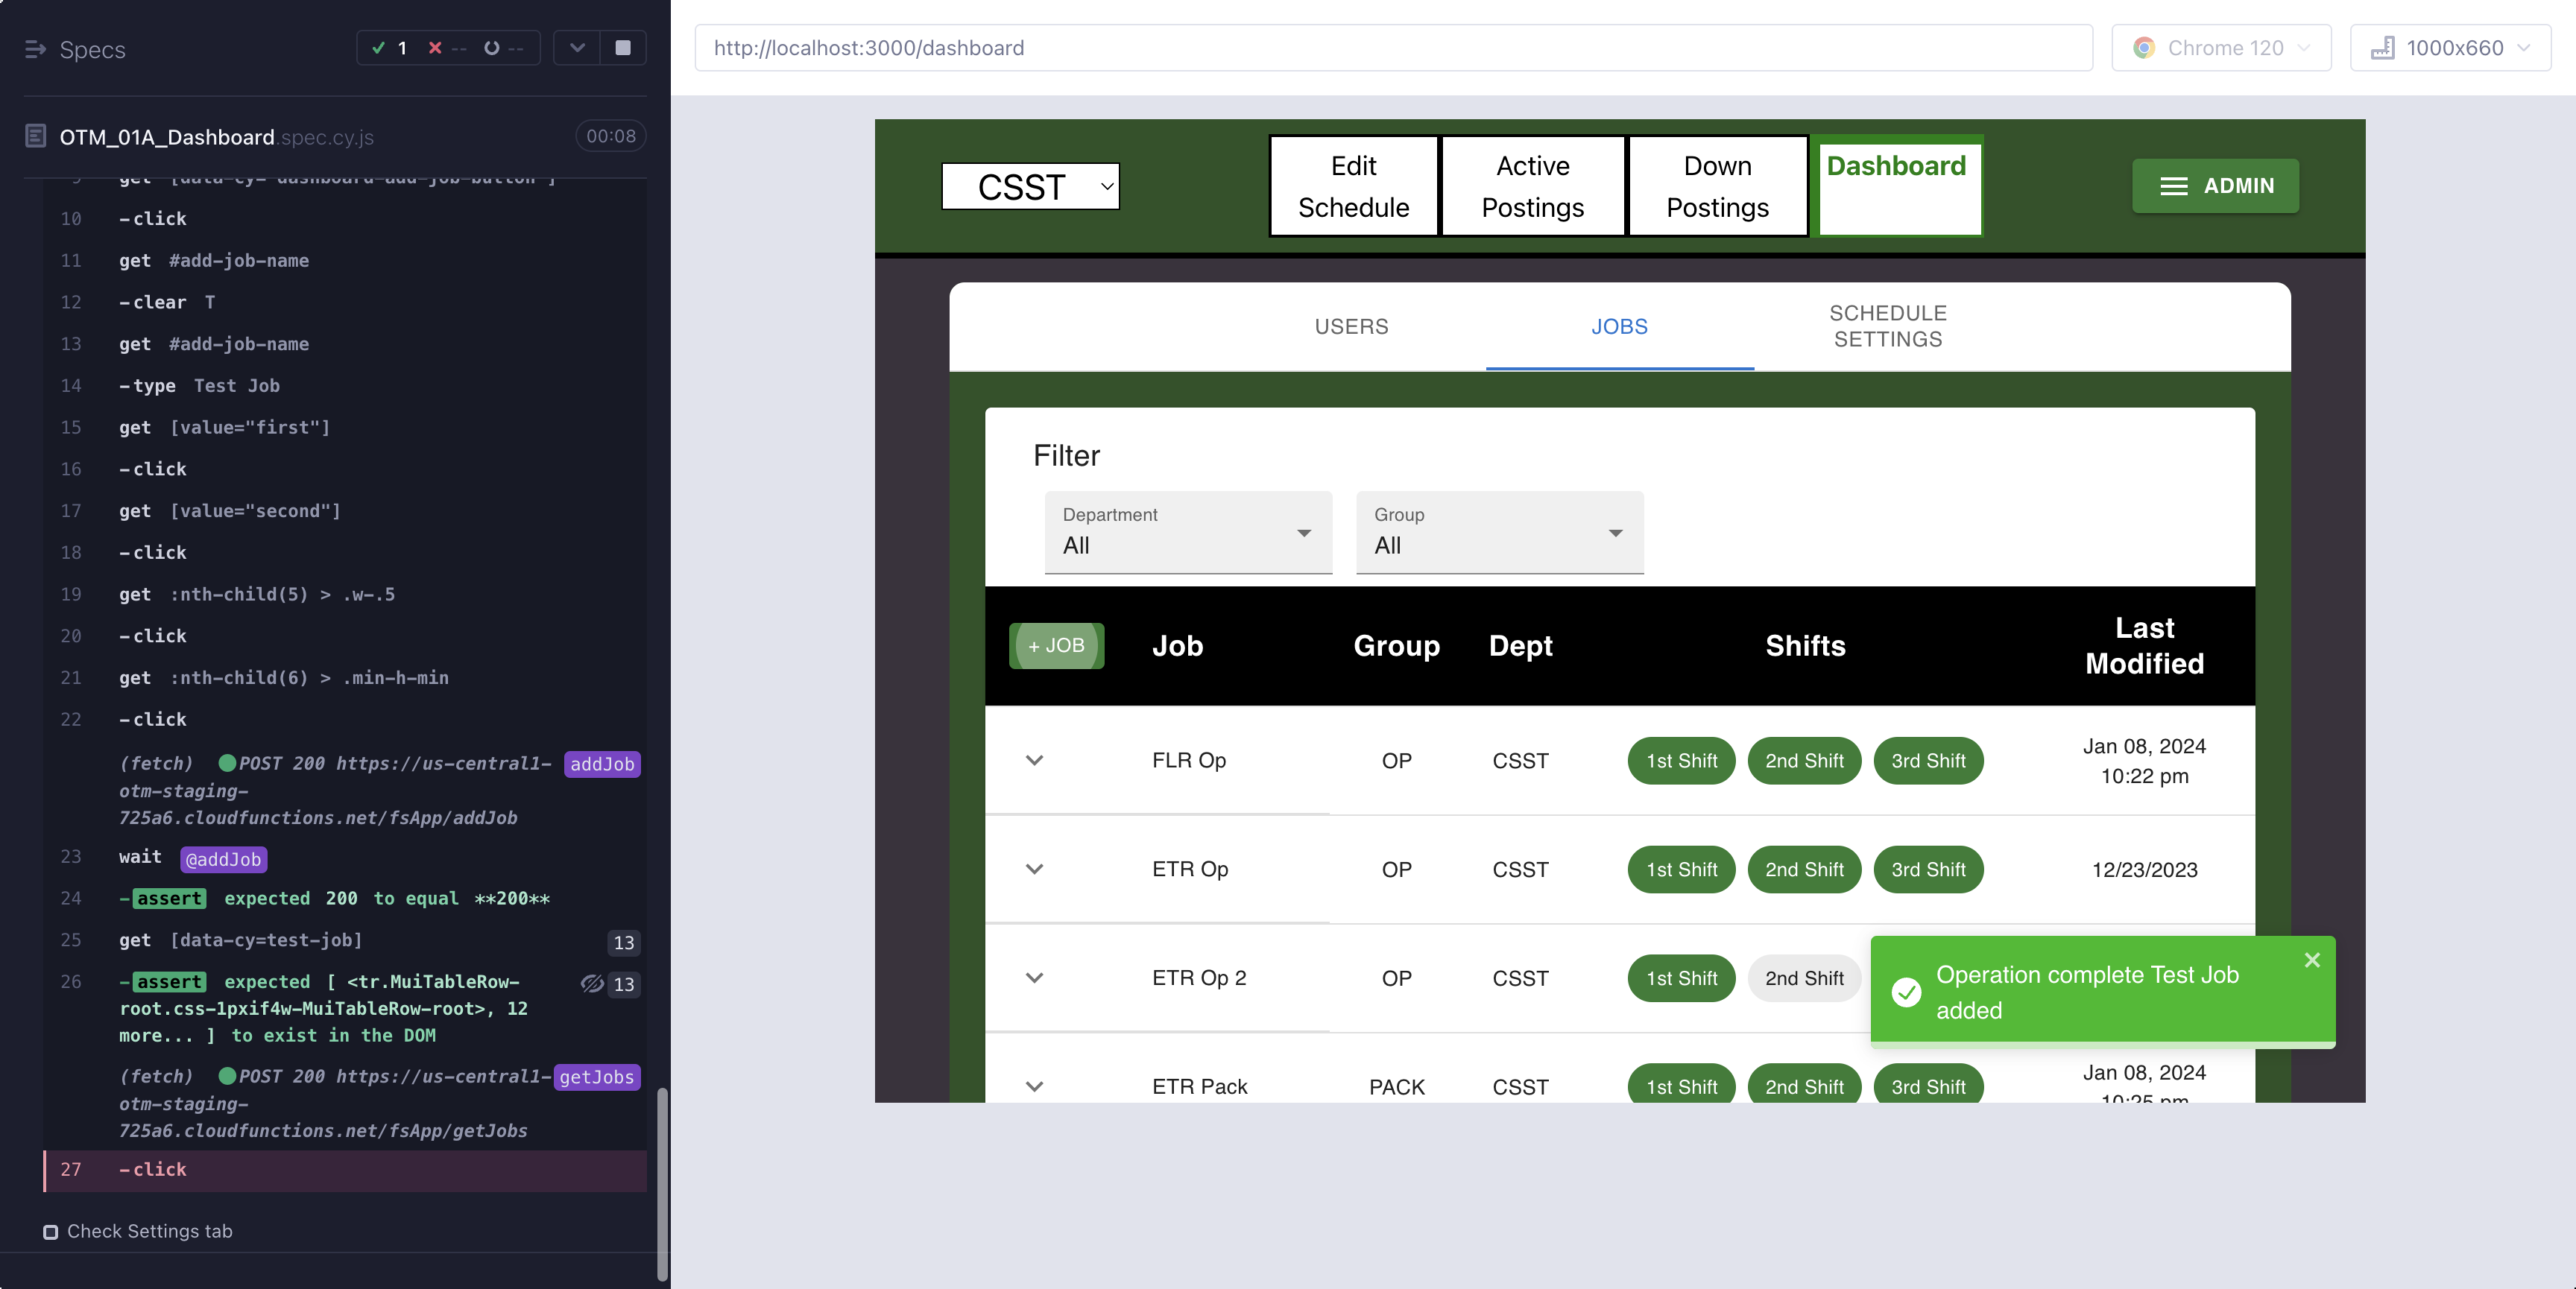 Specs
1
--
--
OTM_01A_Dashboard.spec.cy.js
00:08
9 get [data-cy="dashboard-add-job-button"]
10 -click
11 get #add-job-name
12 -clear T
13 get #add-job-name
14 -type Test Job
15 get [value="first"]
16 -click
17 get [value="second"]
18 -click
19 get :nth-child(5) > .w-.5
20 -click
21 get :nth-child(6) > .min-h-min
22 -click
(fetch) POST 200 https://us-central1- addJob
otm-staging-
725a6.cloudfunctions.net/fsApp/addJob
23 wait @addJob
24 -assert expected 200 to equal **200**
25 get [data-cy=test-job] 13
26 -assert expected [ <tr.MuiTableRow- 13
root.css-1pxif4w-MuiTableRow-root>, 12
more... ] to exist in the DOM
(fetch) POST 200 https://us-central1- getJobs
otm-staging-
725a6.cloudfunctions.net/fsApp/getJobs
27 -click
Check Settings tab
http://localhost:3000/dashboard
Chrome 120
1000x660
CSST
Edit
Schedule
Active
Postings
Down
Postings
Dashboard
ADMIN
USERS
JOBS
SCHEDULE
SETTINGS
Filter
Department
All
Group
All
+ JOB
Job
Group
Dept
Shifts
Last
Modified
FLR Op OP CSST 1st Shift 2nd Shift 3rd Shift
Jan 08, 2024
10:22 pm
ETR Op OP CSST 1st Shift 2nd Shift 3rd Shift 12/23/2023
ETR Op 2 OP CSST 1st Shift 2nd Shift
Operation complete Test Job
added
ETR Pack PACK CSST 1st Shift 2nd Shift 3rd Shift
Jan 08, 2024
10:25 pm